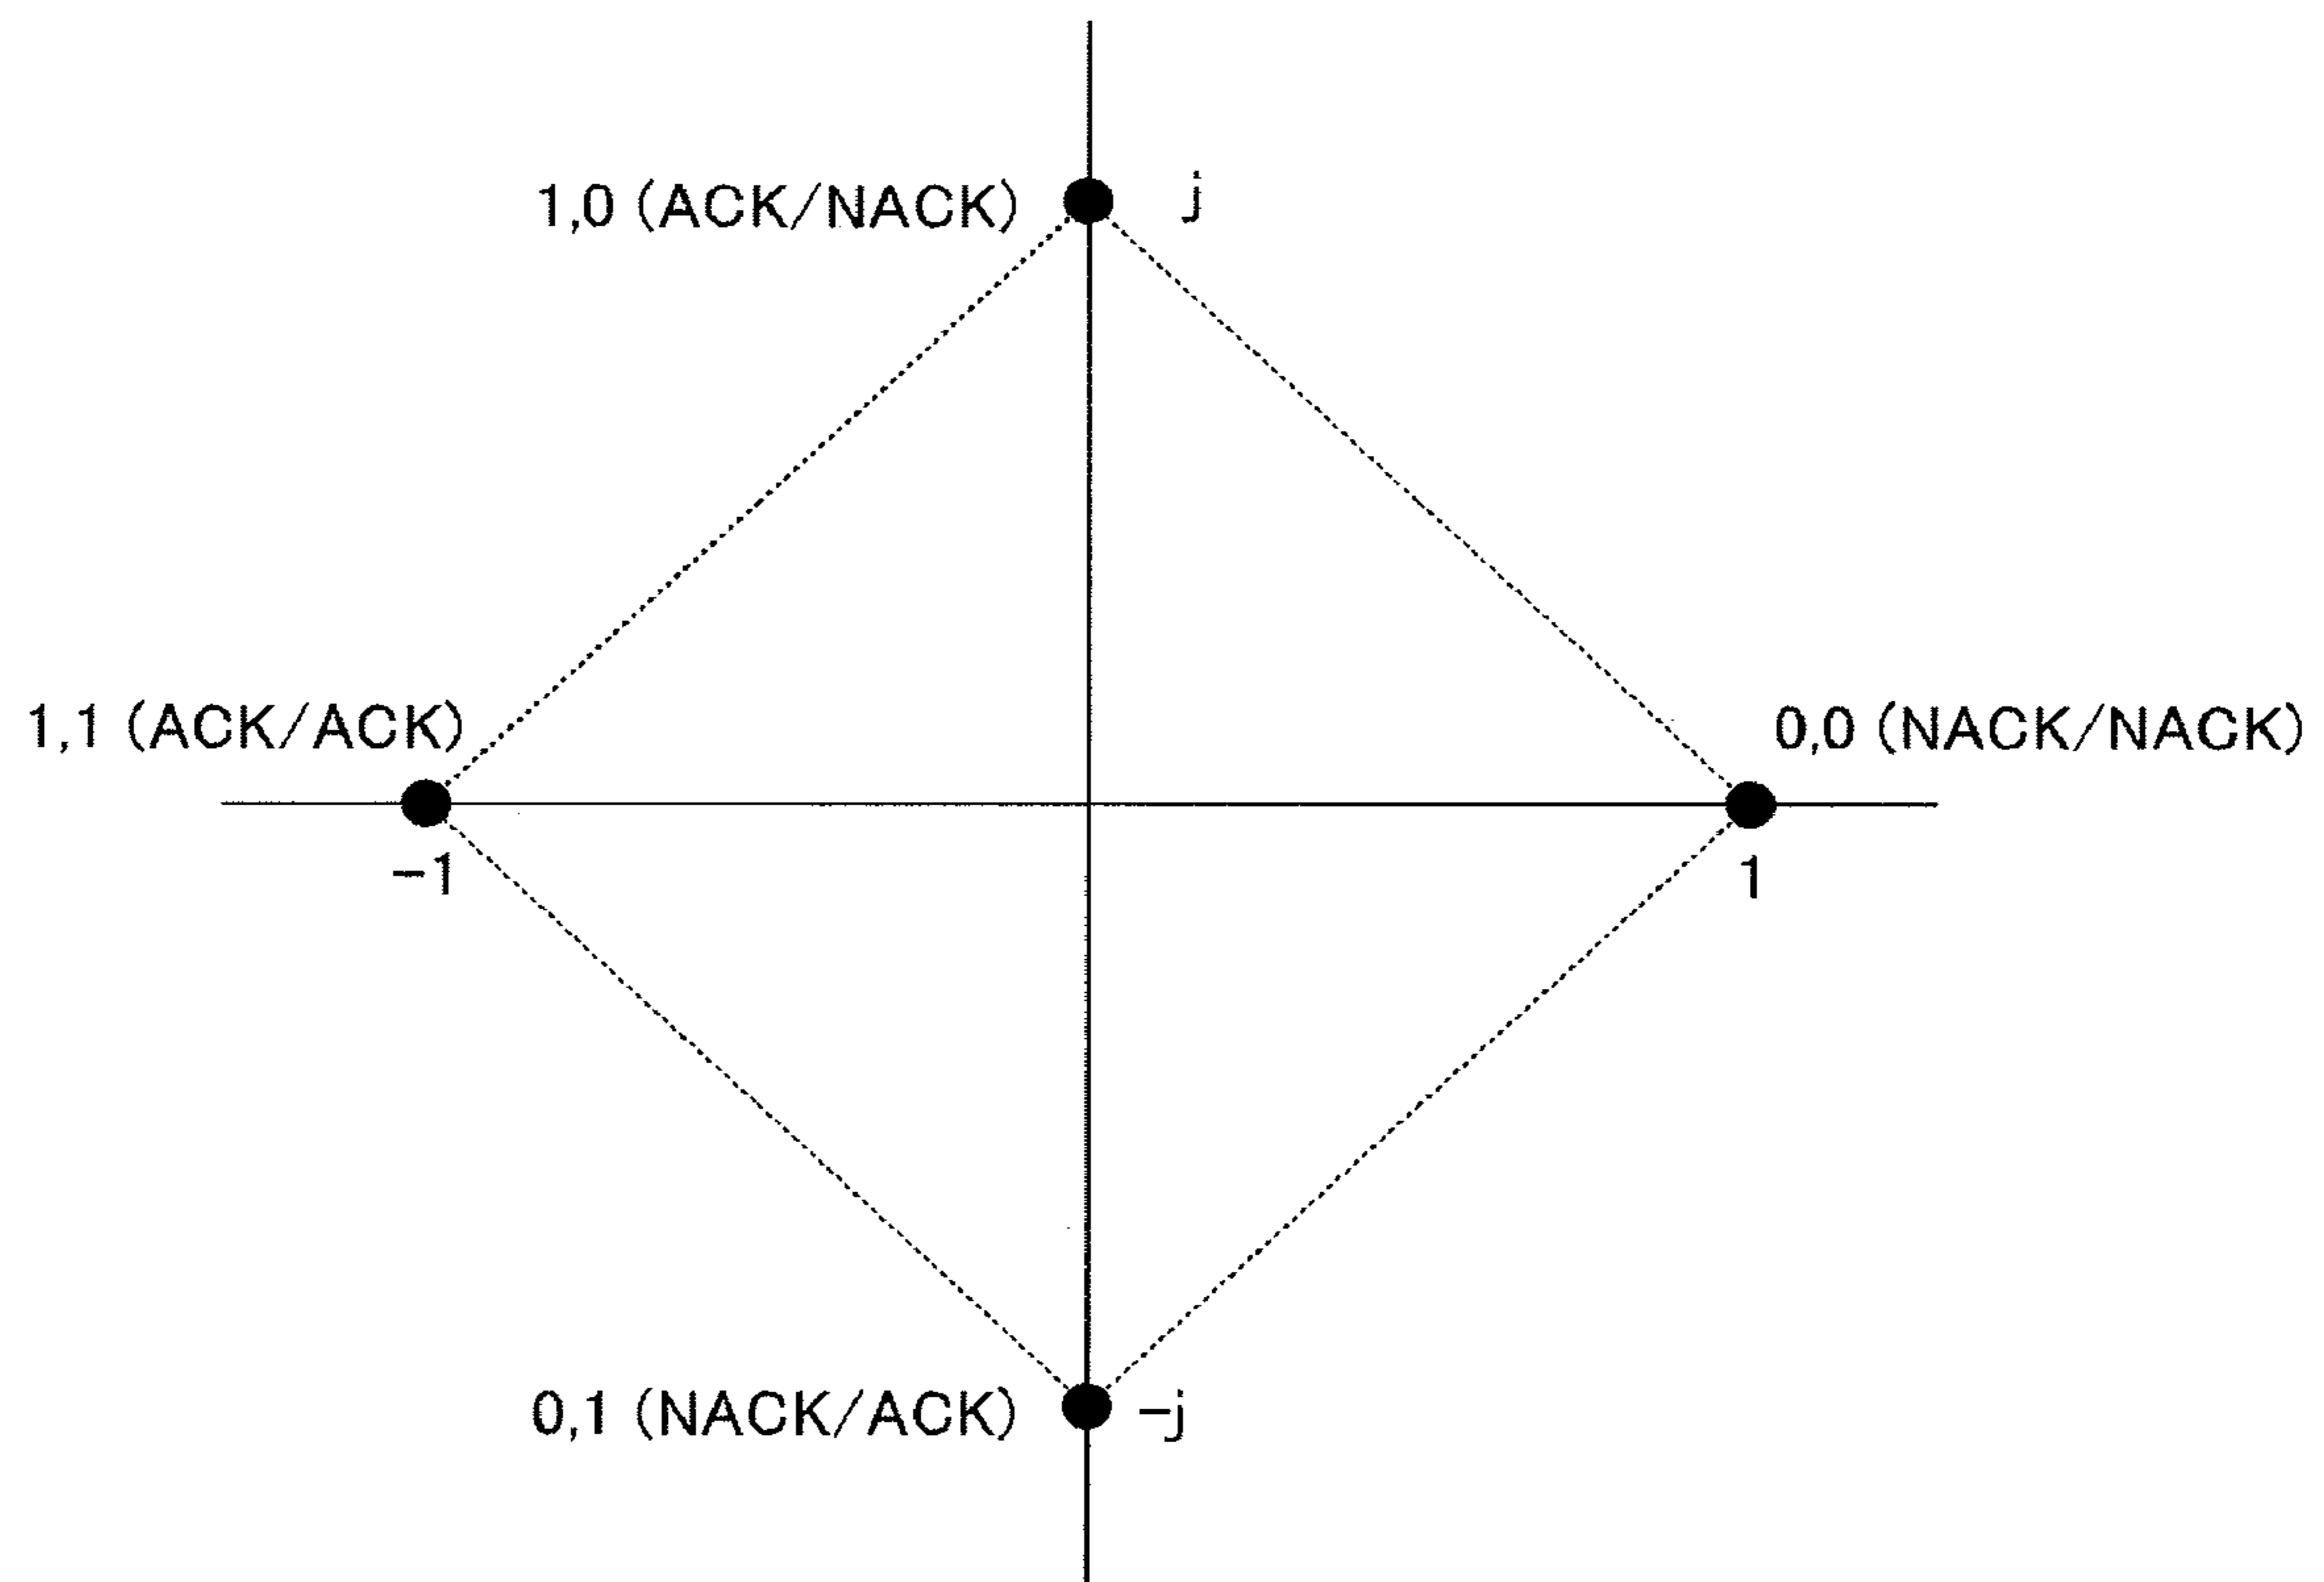 1,0 (ACK/NACK)
j
1,1 (ACK/ACK)
0,0 (NACK/NACK)
-1
1
0,1 (NACK/ACK)
-j